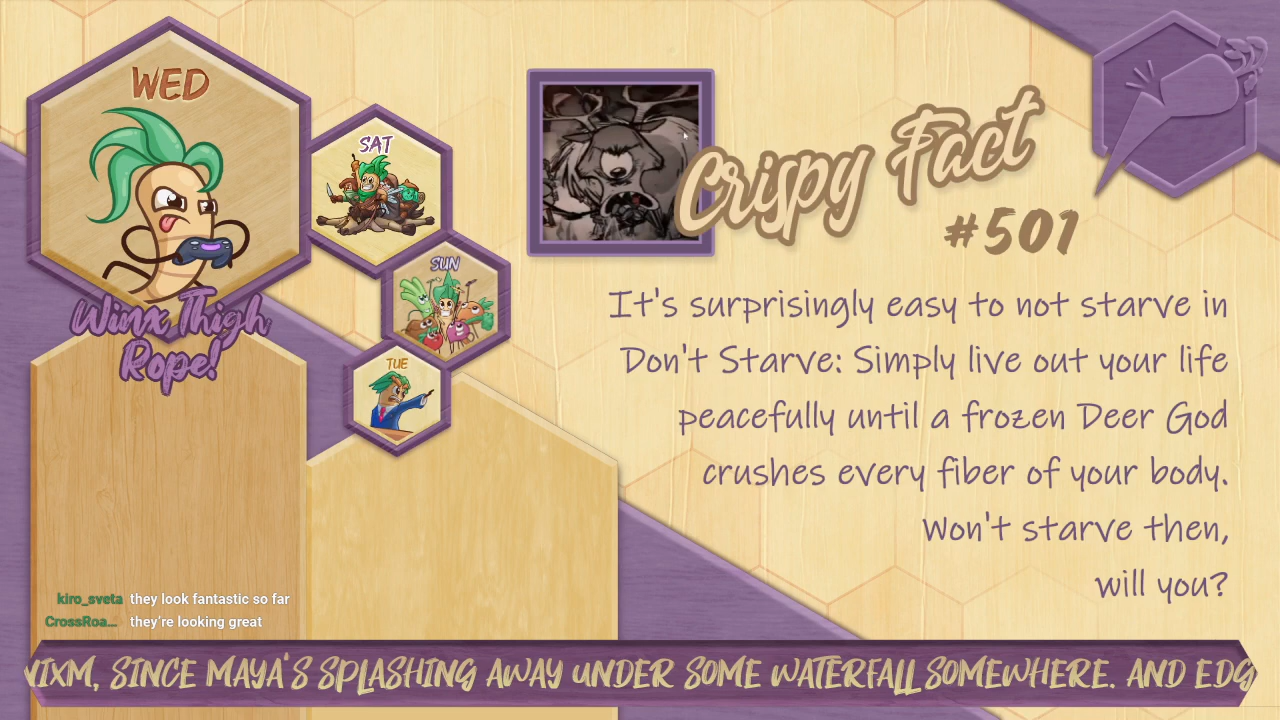 WED
SAT
SUN
TUE
Winx Thigh
Rope!
Crispy Fact
#501
It's surprisingly easy to not starve in
Don't Starve: Simply live out your life
peacefully until a frozen Deer God
crushes every fiber of your body.
Won't starve then,
will you?
kiro_sveta they look fantastic so far
CrossRoa... they're looking great
VIXM, SINCE MAYA'S SPLASHING AWAY UNDER SOME WATERFALL SOMEWHERE. AND EDG